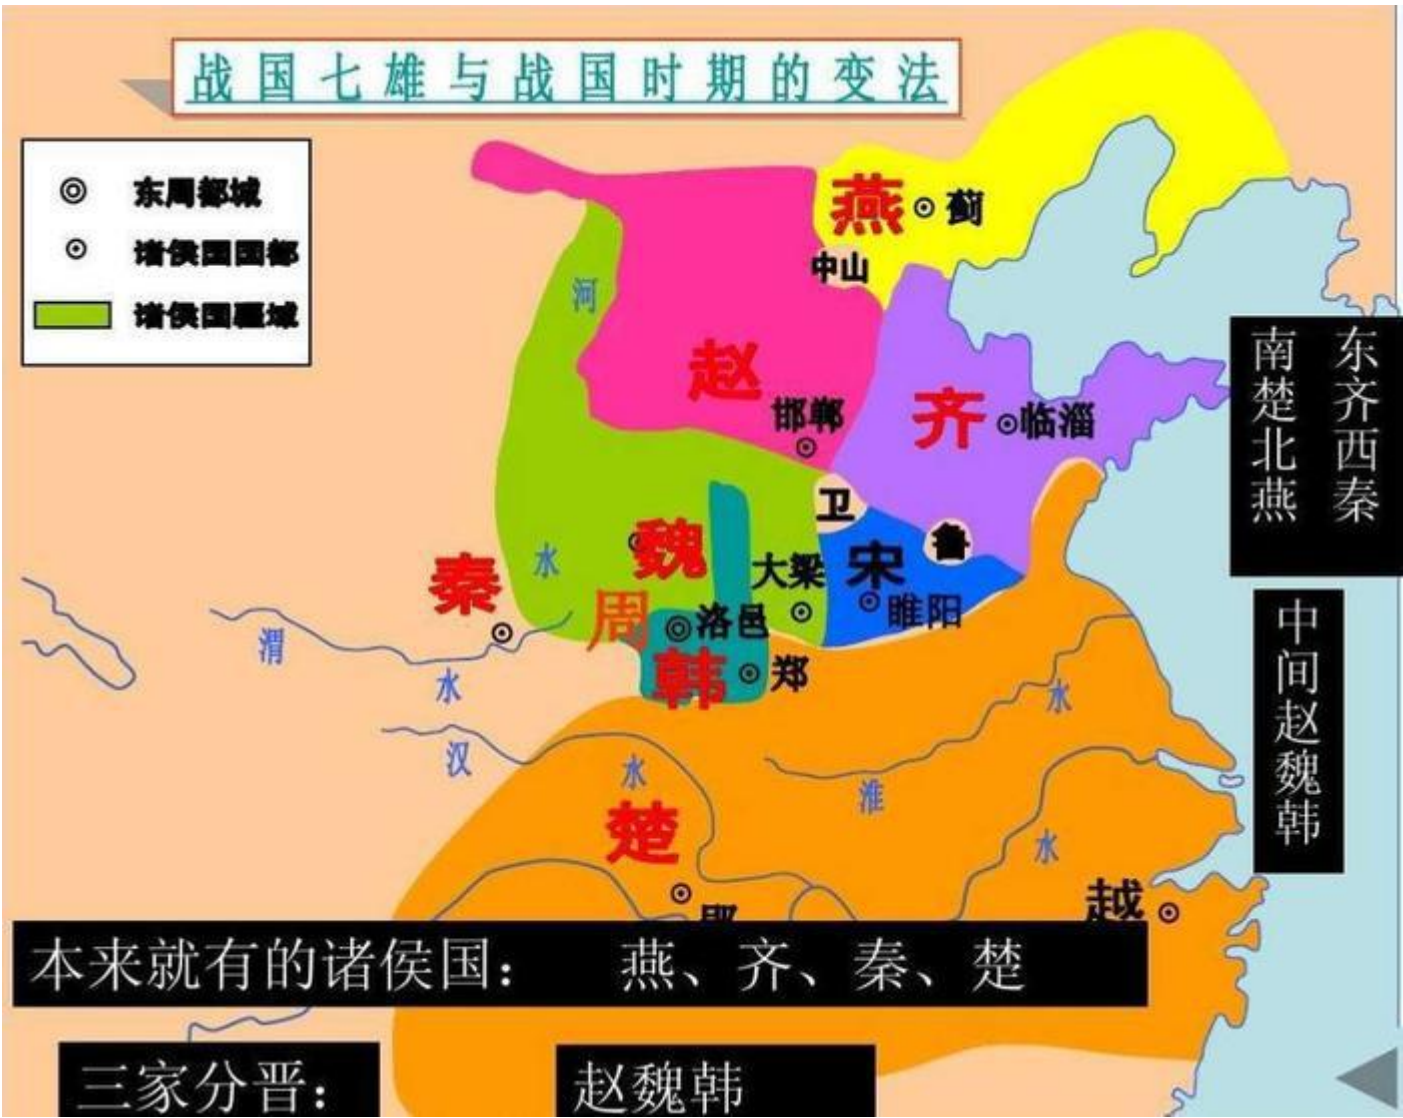 战国七雄与战国时期的变法
东周都城
诸侯国国都
诸侯国疆域
燕
蓟
中山
河
赵
邯郸
齐
临淄
东齐西秦
南楚北燕
卫
鲁
魏
大梁
宋
睢阳
水
秦
周
洛邑
韩
郑
渭
水
中间赵魏韩
汉
水
水
淮
楚
水
越
本来就有的诸侯国： 燕、齐、秦、楚
三家分晋： 赵魏韩